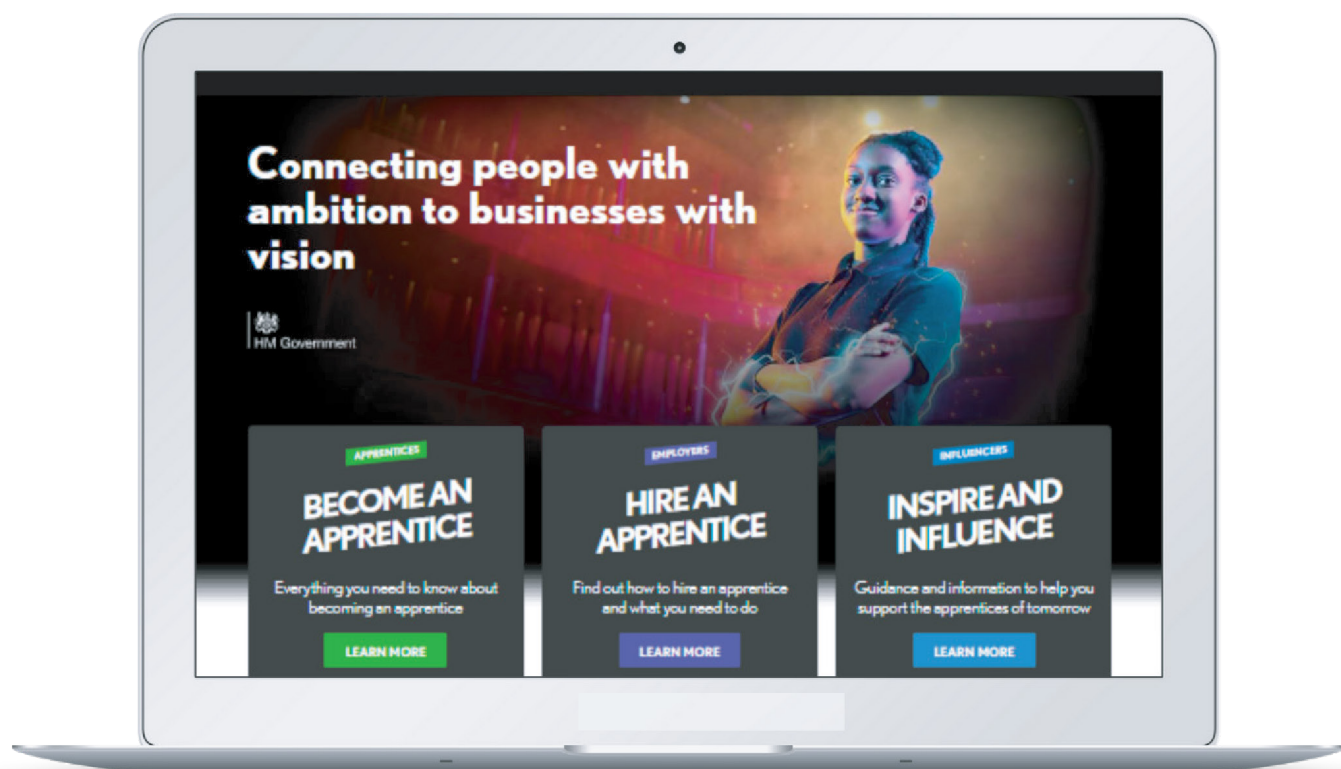 Connecting people with
ambition to businesses with
vision
HM Government
APPRENTICES
BECOME AN
APPRENTICE
Everything you need to know about
becoming an apprentice
LEARN MORE
EMPLOYERS
HIRE AN
APPRENTICE
Find out how to hire an apprentice
and what you need to do
LEARN MORE
INFLUENCERS
INSPIRE AND
INFLUENCE
Guidance and information to help you
support the apprentices of tomorrow
LEARN MORE